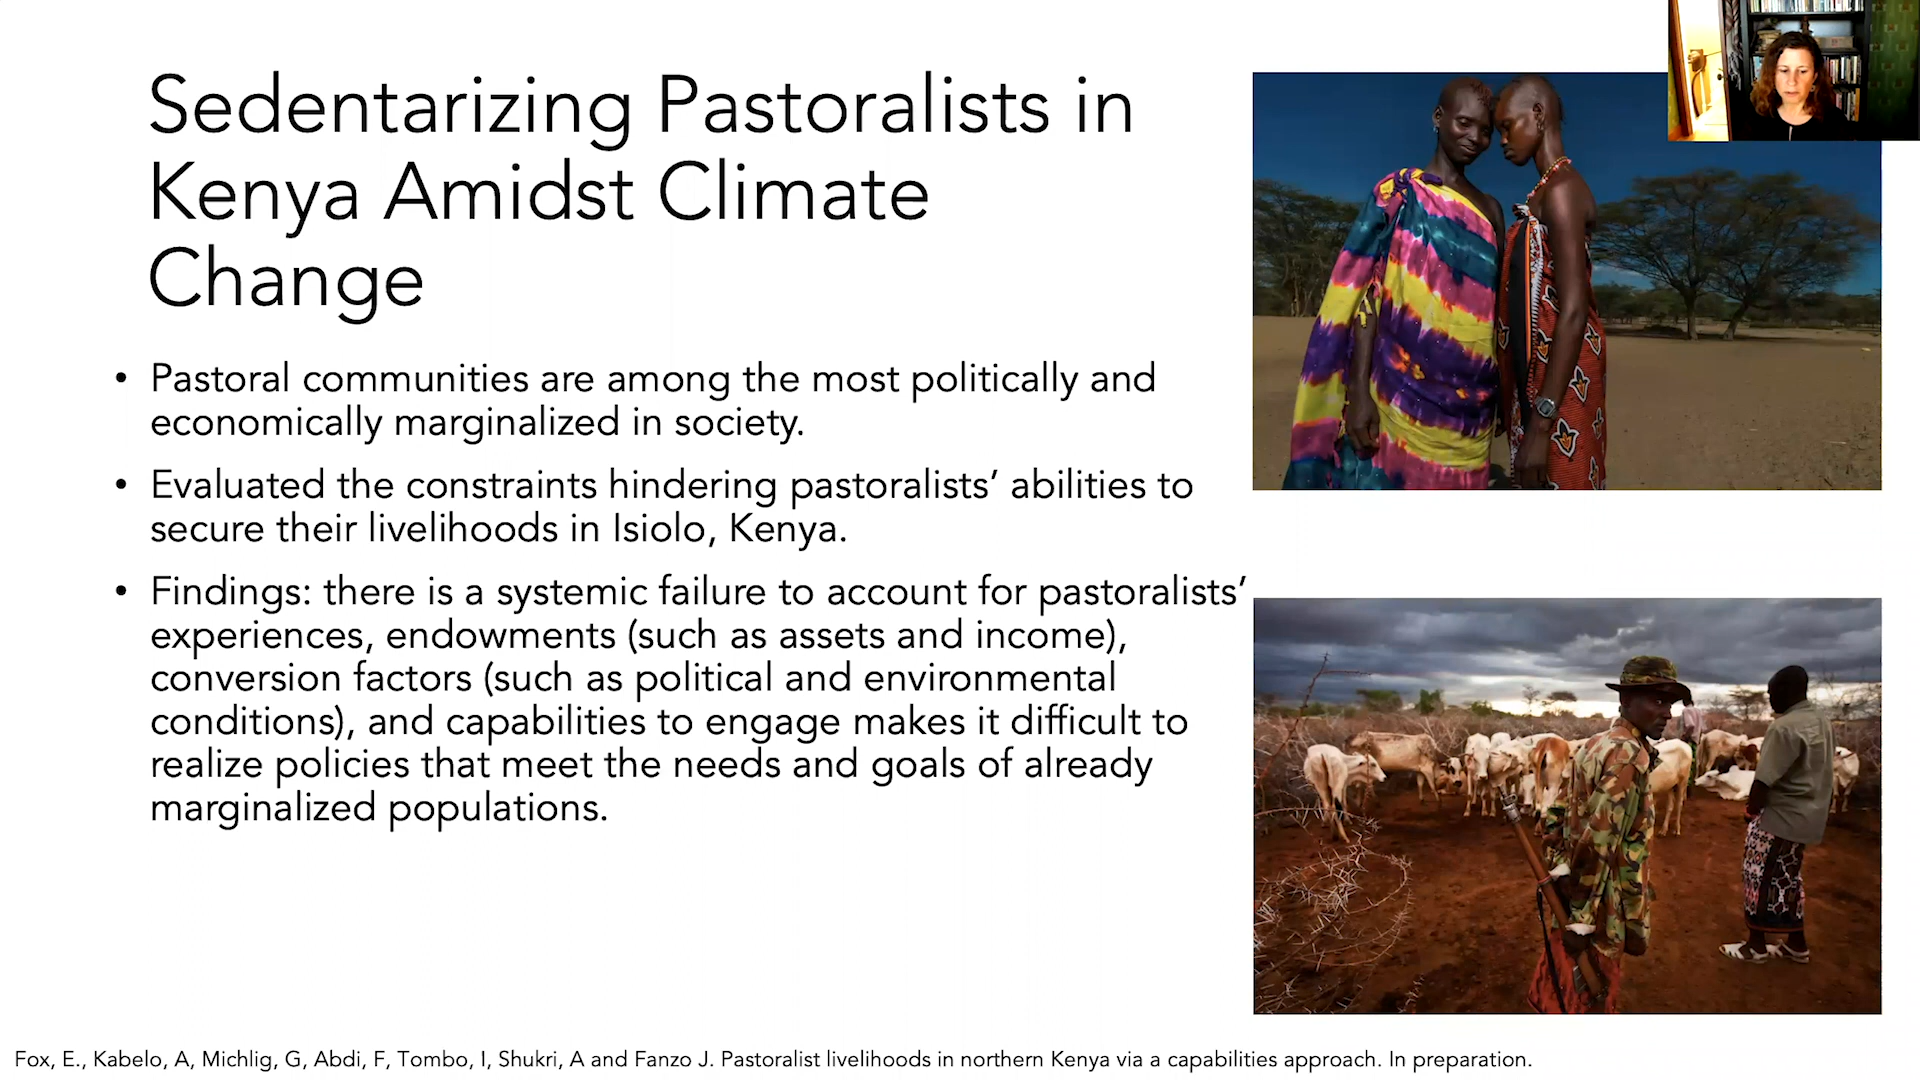 Sedentarizing Pastoralists in
Kenya Amidst Climate
Change
• Pastoral communities are among the most politically and
economically marginalized in society.
• Evaluated the constraints hindering pastoralists’ abilities to
secure their livelihoods in Isiolo, Kenya.
• Findings: there is a systemic failure to account for pastoralists’
experiences, endowments (such as assets and income),
conversion factors (such as political and environmental
conditions), and capabilities to engage makes it difficult to
realize policies that meet the needs and goals of already
marginalized populations.
Fox, E., Kabelo, A, Michlig, G, Abdi, F, Tombo, I, Shukri, A and Fanzo J. Pastoralist livelihoods in northern Kenya via a capabilities approach. In preparation.